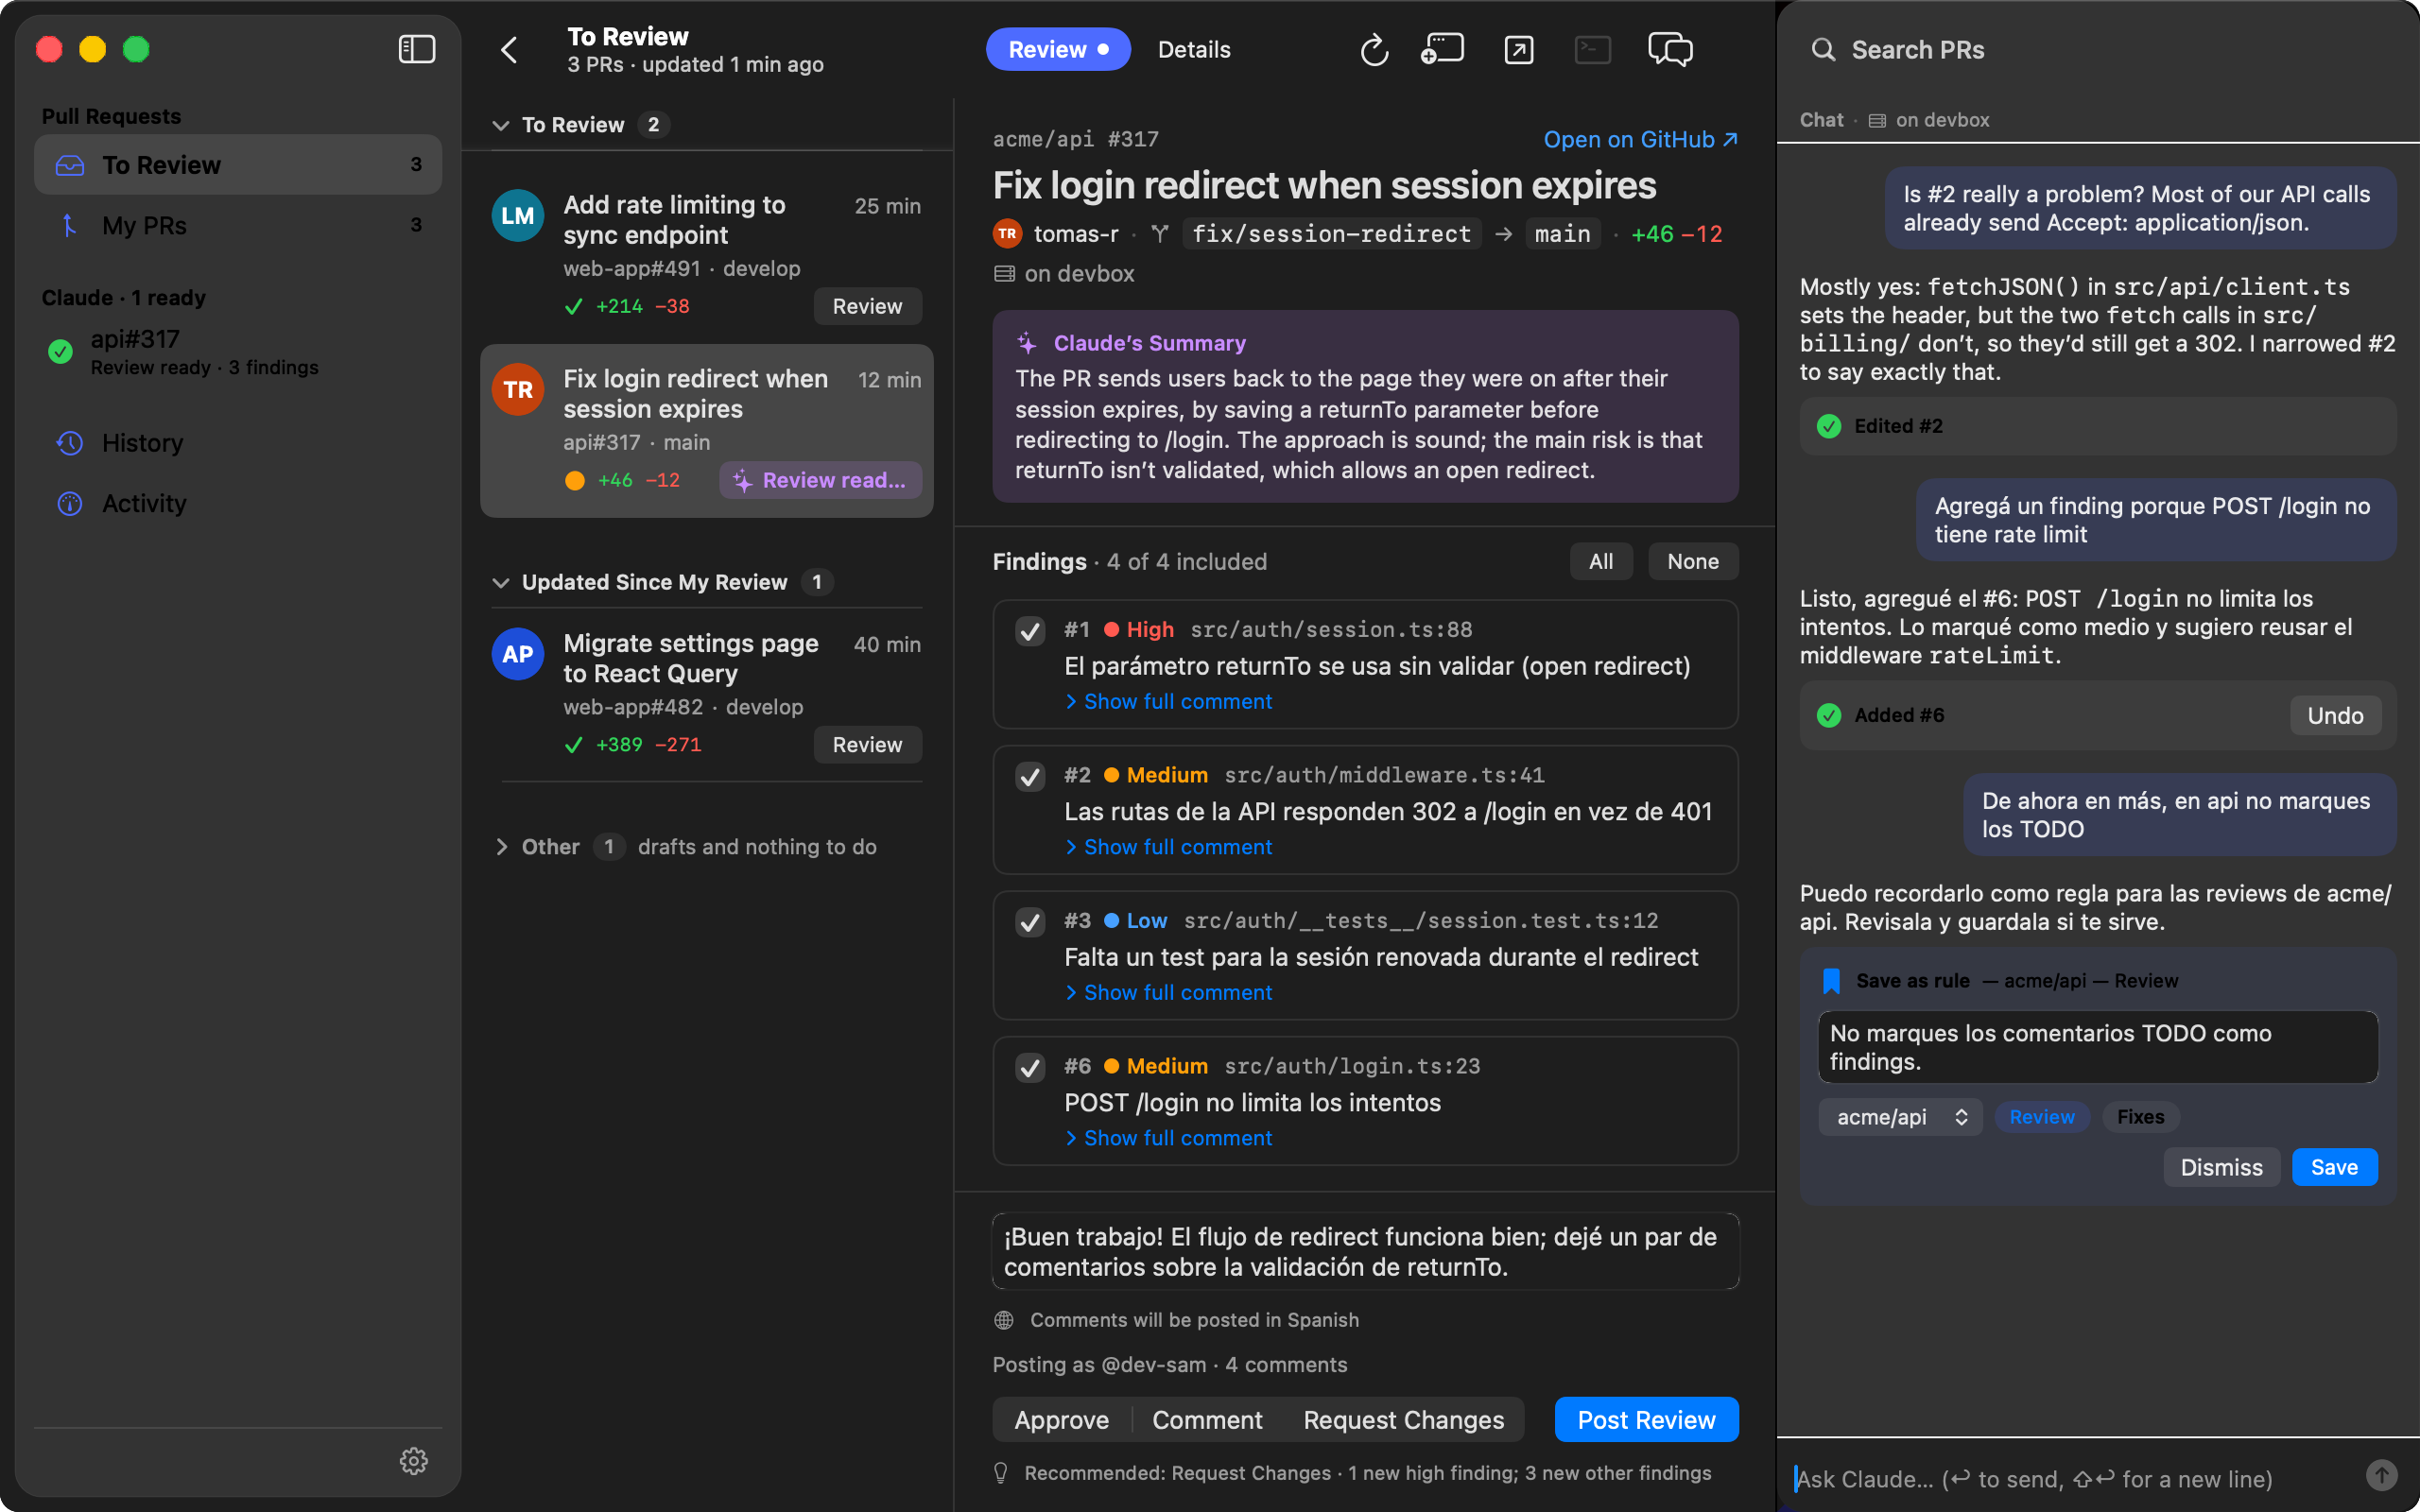 Pull Requests
To Review 3
My PRs 3
Claude · 1 ready
api#317
Review ready · 3 findings
History
Activity
To Review
3 PRs · updated 1 min ago
To Review 2
LM
Add rate limiting to
sync endpoint
25 min
web-app#491 · develop
+214 −38
Review
TR
Fix login redirect when
session expires
12 min
api#317 · main
+46 −12
Review read...
Updated Since My Review 1
AP
Migrate settings page
to React Query
40 min
web-app#482 · develop
+389 −271
Review
Other 1 drafts and nothing to do
Review
Details
acme/api #317
Open on GitHub ↗
Fix login redirect when session expires
TR tomas-r · fix/session-redirect → main · +46 −12
on devbox
Claude’s Summary
The PR sends users back to the page they were on after their
session expires, by saving a returnTo parameter before
redirecting to /login. The approach is sound; the main risk is that
returnTo isn’t validated, which allows an open redirect.
Findings · 4 of 4 included
All
None
#1 High src/auth/session.ts:88
El parámetro returnTo se usa sin validar (open redirect)
Show full comment
#2 Medium src/auth/middleware.ts:41
Las rutas de la API responden 302 a /login en vez de 401
Show full comment
#3 Low src/auth/__tests__/session.test.ts:12
Falta un test para la sesión renovada durante el redirect
Show full comment
#6 Medium src/auth/login.ts:23
POST /login no limita los intentos
Show full comment
¡Buen trabajo! El flujo de redirect funciona bien; dejé un par de
comentarios sobre la validación de returnTo.
Comments will be posted in Spanish
Posting as @dev-sam · 4 comments
Approve
Comment
Request Changes
Post Review
Recommended: Request Changes · 1 new high finding; 3 new other findings
Search PRs
Chat · on devbox
Is #2 really a problem? Most of our API calls
already send Accept: application/json.
Mostly yes: fetchJSON() in src/api/client.ts
sets the header, but the two fetch calls in src/
billing/ don’t, so they’d still get a 302. I narrowed #2
to say exactly that.
Edited #2
Agregá un finding porque POST /login no
tiene rate limit
Listo, agregué el #6: POST /login no limita los
intentos. Lo marqué como medio y sugiero reusar el
middleware rateLimit.
Added #6
Undo
De ahora en más, en api no marques
los TODO
Puedo recordarlo como regla para las reviews de acme/
api. Revisala y guardala si te sirve.
Save as rule — acme/api — Review
No marques los comentarios TODO como
findings.
acme/api
Review
Fixes
Dismiss
Save
Ask Claude... (↩ to send, ⇧↩ for a new line)